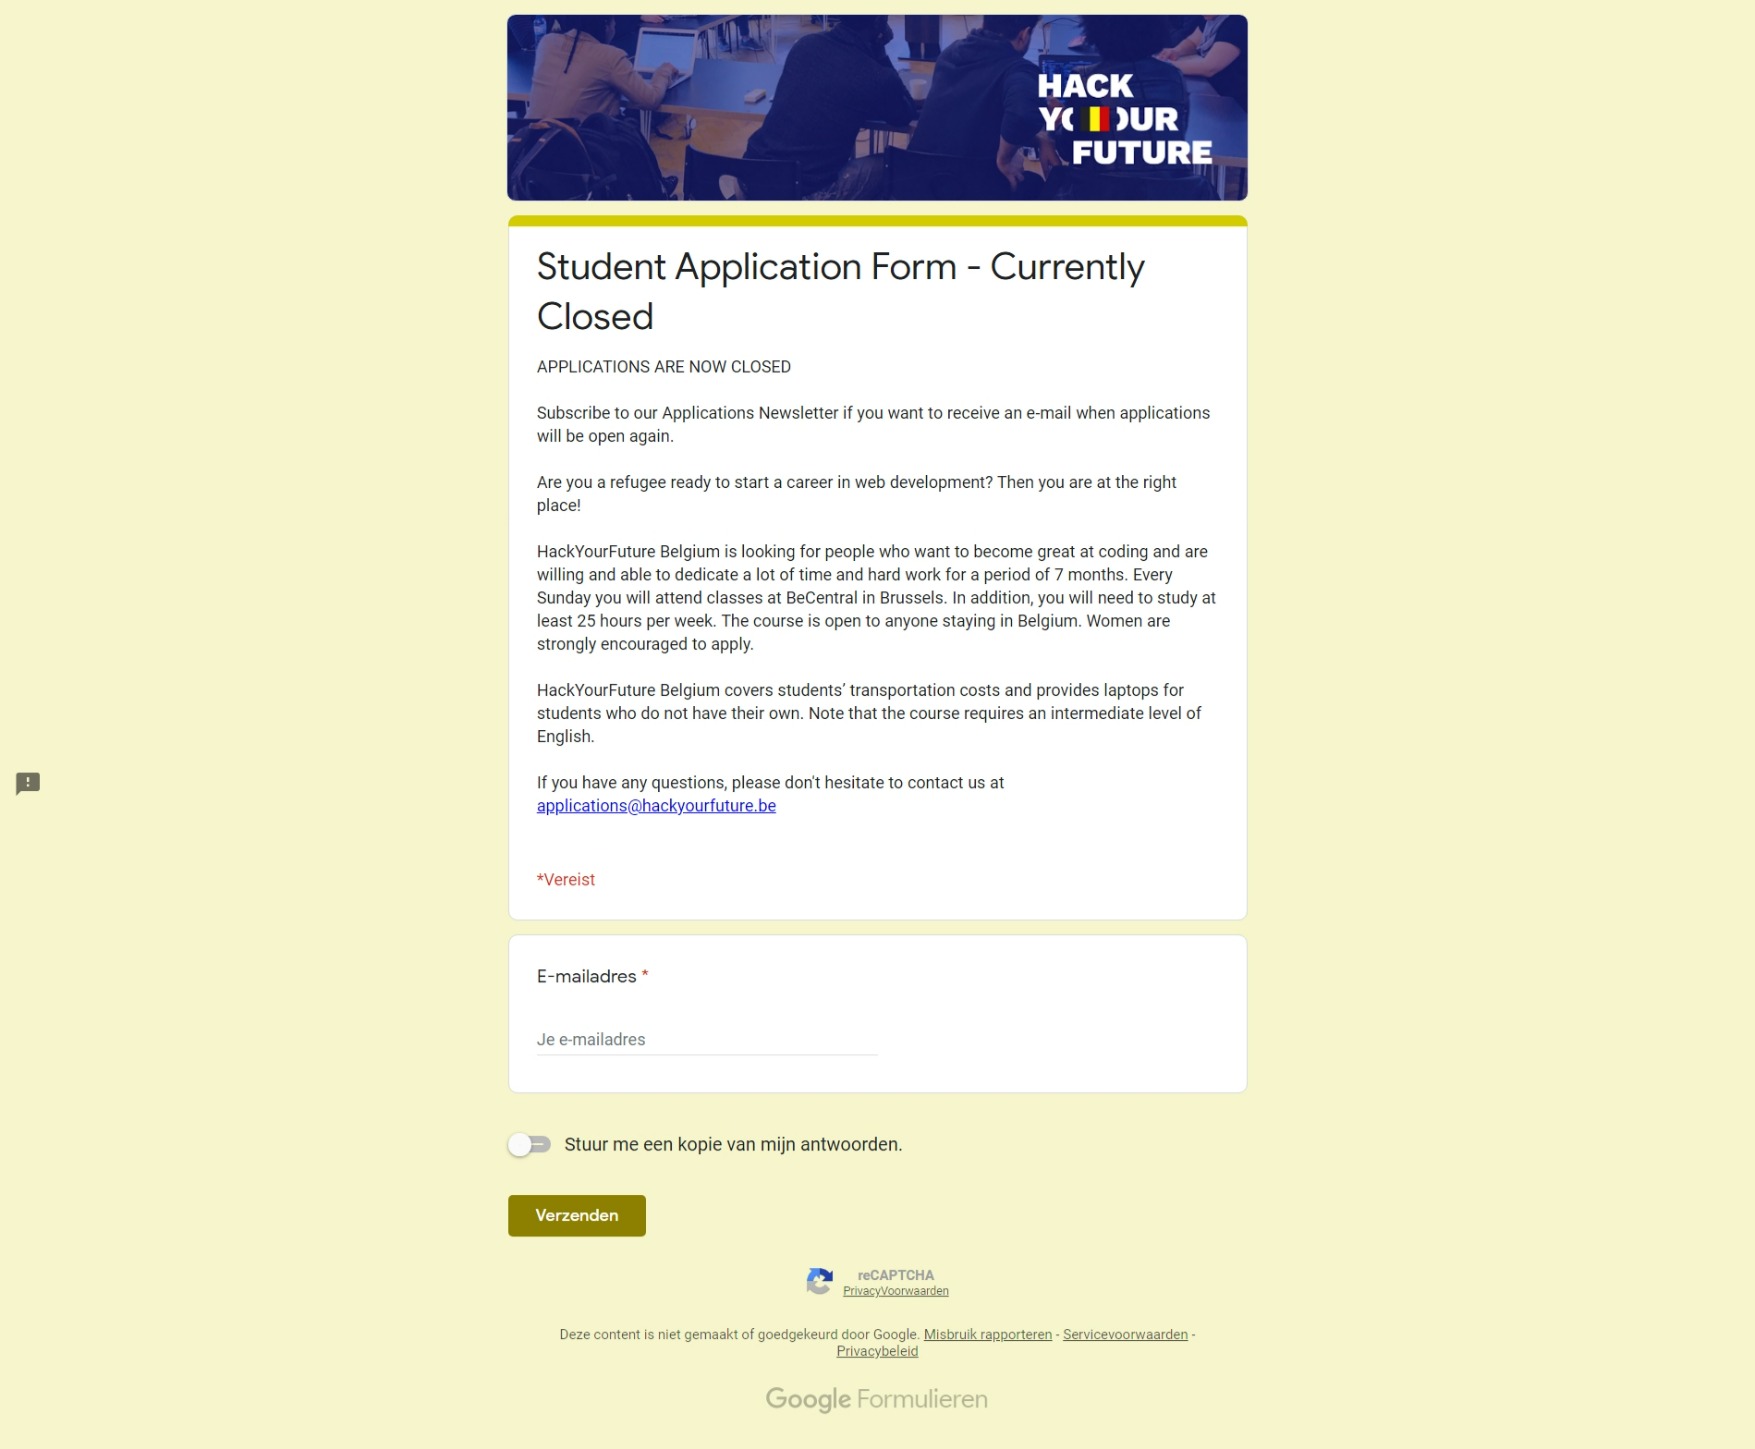 HACK
YOUR
FUTURE
Student Application Form - Currently
Closed
APPLICATIONS ARE NOW CLOSED
Subscribe to our Applications Newsletter if you want to receive an e-mail when applications
will be open again.
Are you a refugee ready to start a career in web development? Then you are at the right
place!
HackYourFuture Belgium is looking for people who want to become great at coding and are
willing and able to dedicate a lot of time and hard work for a period of 7 months. Every
Sunday you will attend classes at BeCentral in Brussels. In addition, you will need to study at
least 25 hours per week. The course is open to anyone staying in Belgium. Women are
strongly encouraged to apply.
HackYourFuture Belgium covers students’ transportation costs and provides laptops for
students who do not have their own. Note that the course requires an intermediate level of
English.
If you have any questions, please don't hesitate to contact us at
applications@hackyourfuture.be
*Vereist
E-mailadres *
Je e-mailadres
Stuur me een kopie van mijn antwoorden.
Verzenden
reCAPTCHA
PrivacyVoorwaarden
Deze content is niet gemaakt of goedgekeurd door Google. Misbruik rapporteren - Servicevoorwaarden -
Privacybeleid
Google Formulieren